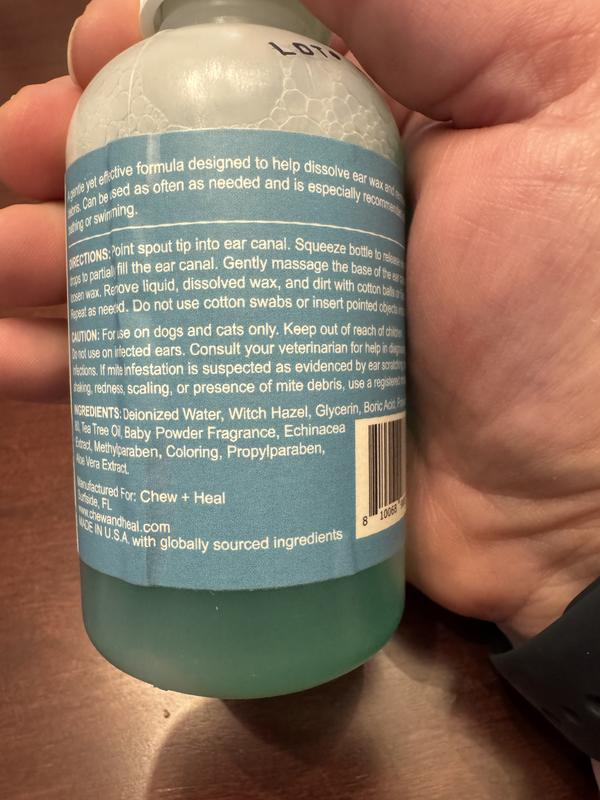 LOT
gentle yet effective formula designed to help dissolve ear wax and
debris. Can be used as often as needed and is especially recommended
bathing or swimming.
DIRECTIONS: Point spout tip into ear canal. Squeeze bottle to release
drops to partially fill the ear canal. Gently massage the base of the ear
loosen wax. Remove liquid, dissolved wax, and dirt with cotton balls
Repeat as needed. Do not use cotton swabs or insert pointed objects
CAUTION: For use on dogs and cats only. Keep out of reach of children.
Do not use on infected ears. Consult your veterinarian for help in
infections. If mite infestation is suspected as evidenced by ear scratching,
shaking, redness, scaling, or presence of mite debris, use a registered
INGREDIENTS: Deionized Water, Witch Hazel, Glycerin, Boric Acid,
Tea Tree Oil, Baby Powder Fragrance, Echinacea
Extract, Methylparaben, Coloring, Propylparaben,
Aloe Vera Extract.
Manufactured For: Chew + Heal
Surfside, FL
www.chewandheal.com
MADE IN U.S.A. with globally sourced ingredients
8 10068